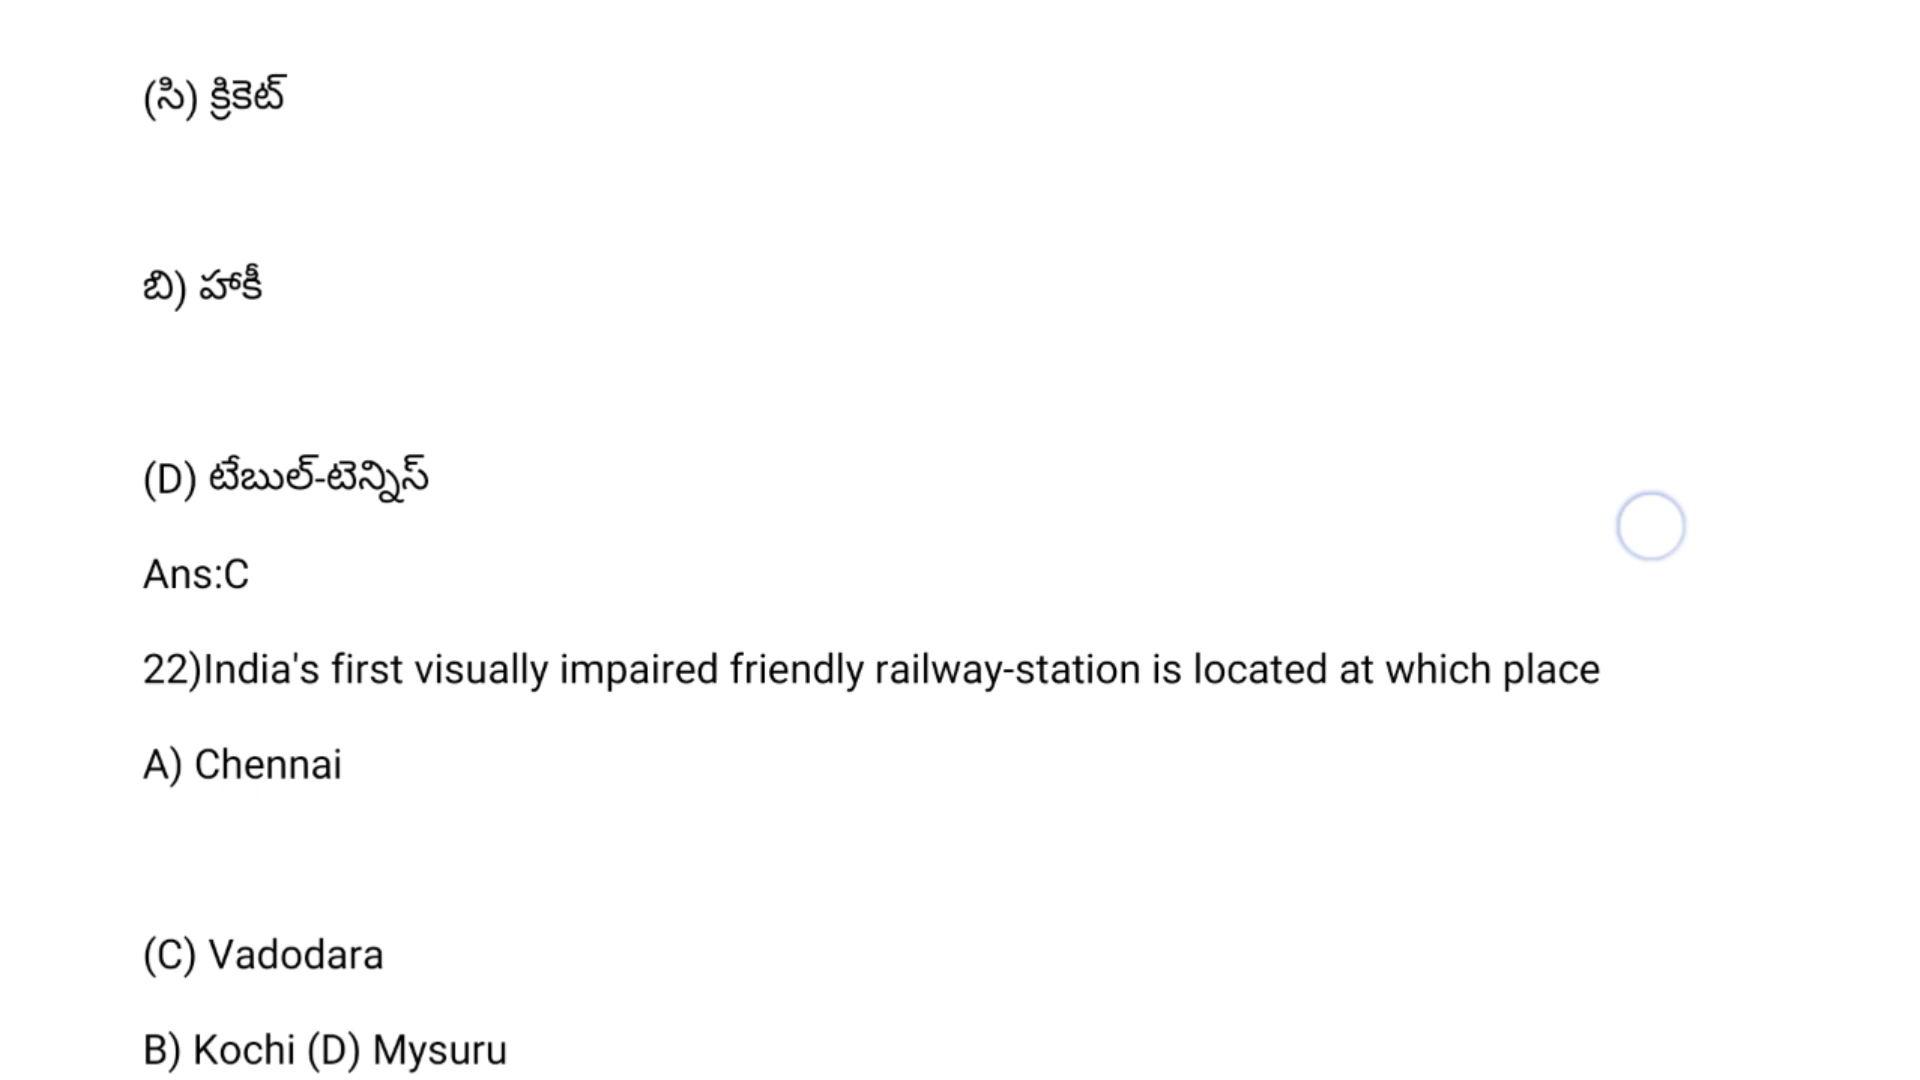 (సి) క్రికెట్
బి) హాకీ
(D) టేబుల్-టెన్నిస్
Ans:C
22)India's first visually impaired friendly railway-station is located at which place
A) Chennai
(C) Vadodara
B) Kochi (D) Mysuru